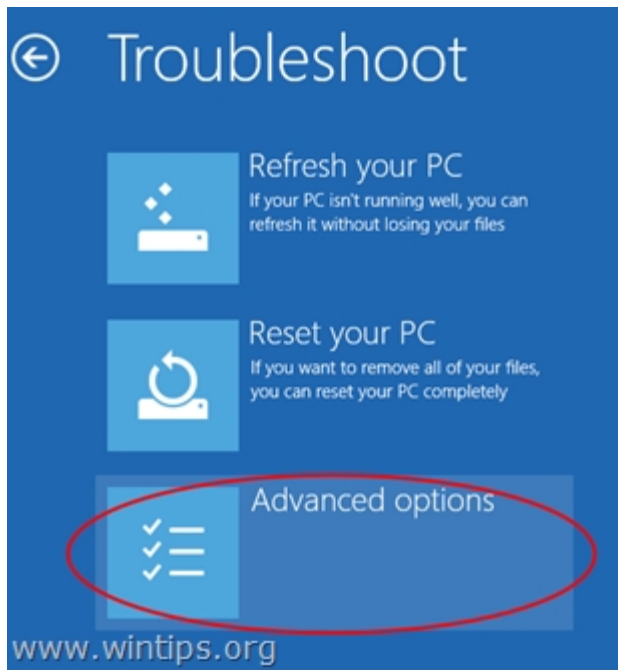 Troubleshoot
Refresh your PC
If your PC isn't running well, you can
refresh it without losing your files
Reset your PC
If you want to remove all of your files,
you can reset your PC completely
Advanced options
www.wintips.org